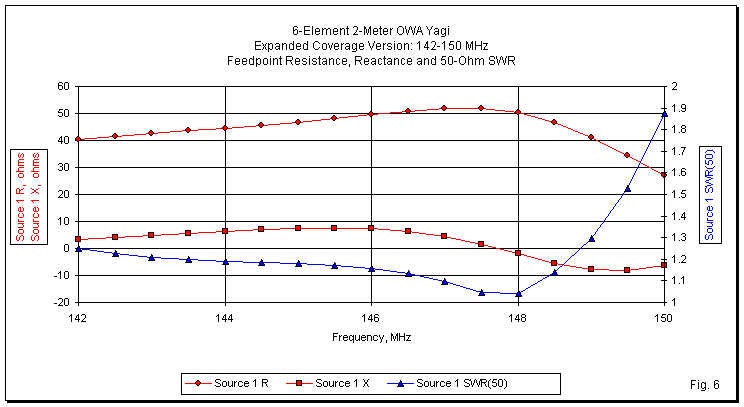 6-Element 2-Meter OWA Yagi
Expanded Coverage Version: 142-150 MHz
Feedpoint Resistance, Reactance and 50-Ohm SWR
60
50
40
30
20
10
0
-10
-20
Source 1 R, ohms
Source 1 X, ohms
2
1.9
1.8
1.7
1.6
1.5
1.4
1.3
1.2
1.1
1
Source 1 SWR(50)
142
144
146
148
150
Frequency, MHz
Source 1 R
Source 1 X
Source 1 SWR(50)
Fig. 6